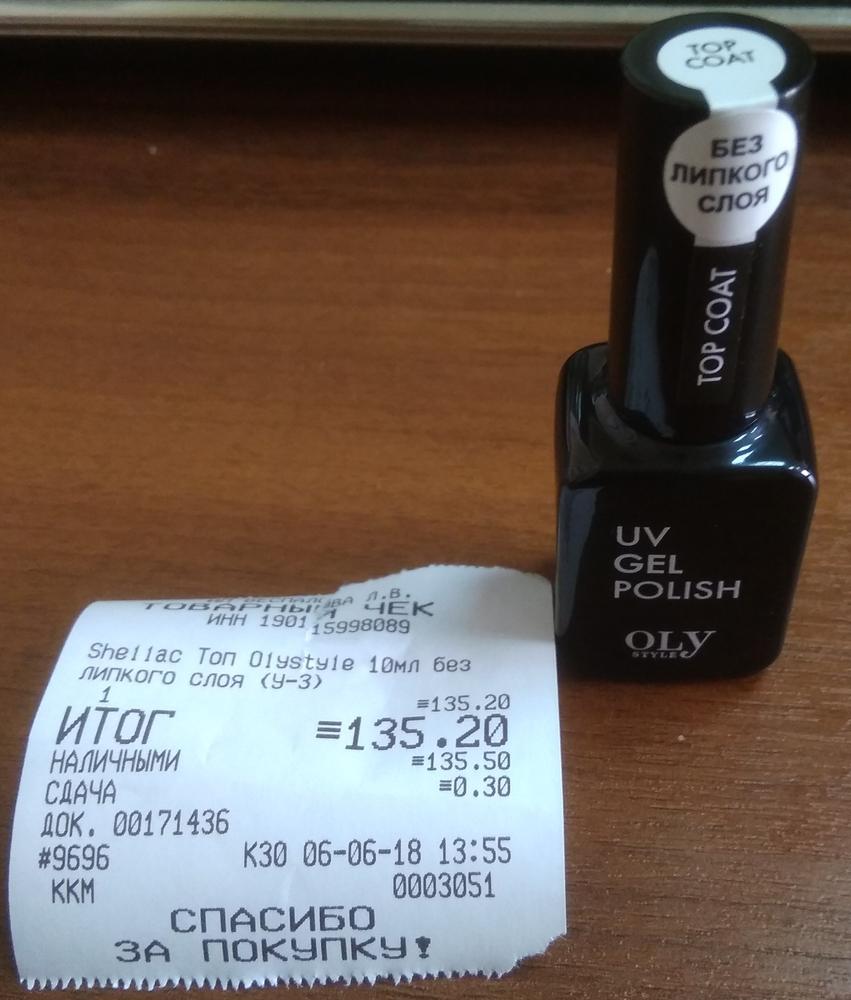 TOP
COAT
БЕЗ
ЛИПКОГО
СЛОЯ
TOP COAT
UV
GEL
POLISH
OLY
STYLE
Л.В.
ТОВАРНЫЙ ЧЕК
ИНН 190115998089
Shellac Топ Olystyle 10мл без
липкого слоя (У-3)
1
≡135.20
ИТОГ ≡135.20
НАЛИЧНЫМИ ≡135.50
СДАЧА ≡0.30
ДОК. 00171436
#9696 К30 06-06-18 13:55
ККМ 0003051
СПАСИБО
ЗА ПОКУПКУ!